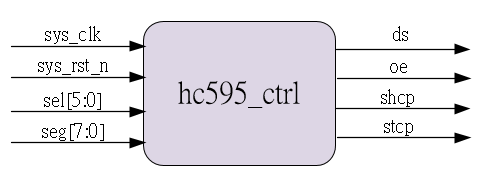 sys_clk
sys_rst_n
sel[5:0]
seg[7:0]
hc595_ctrl
ds
oe
shcp
stcp